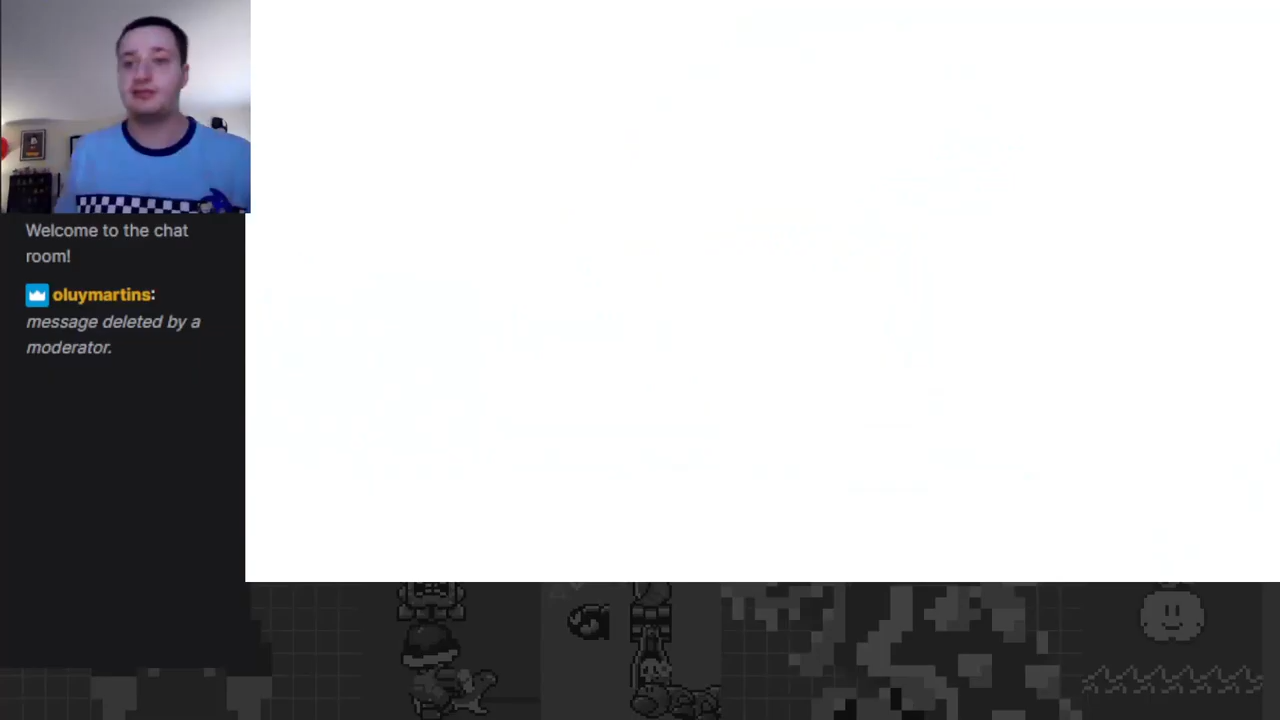 Welcome to the chat
room!
oluymartins:
message deleted by a
moderator.